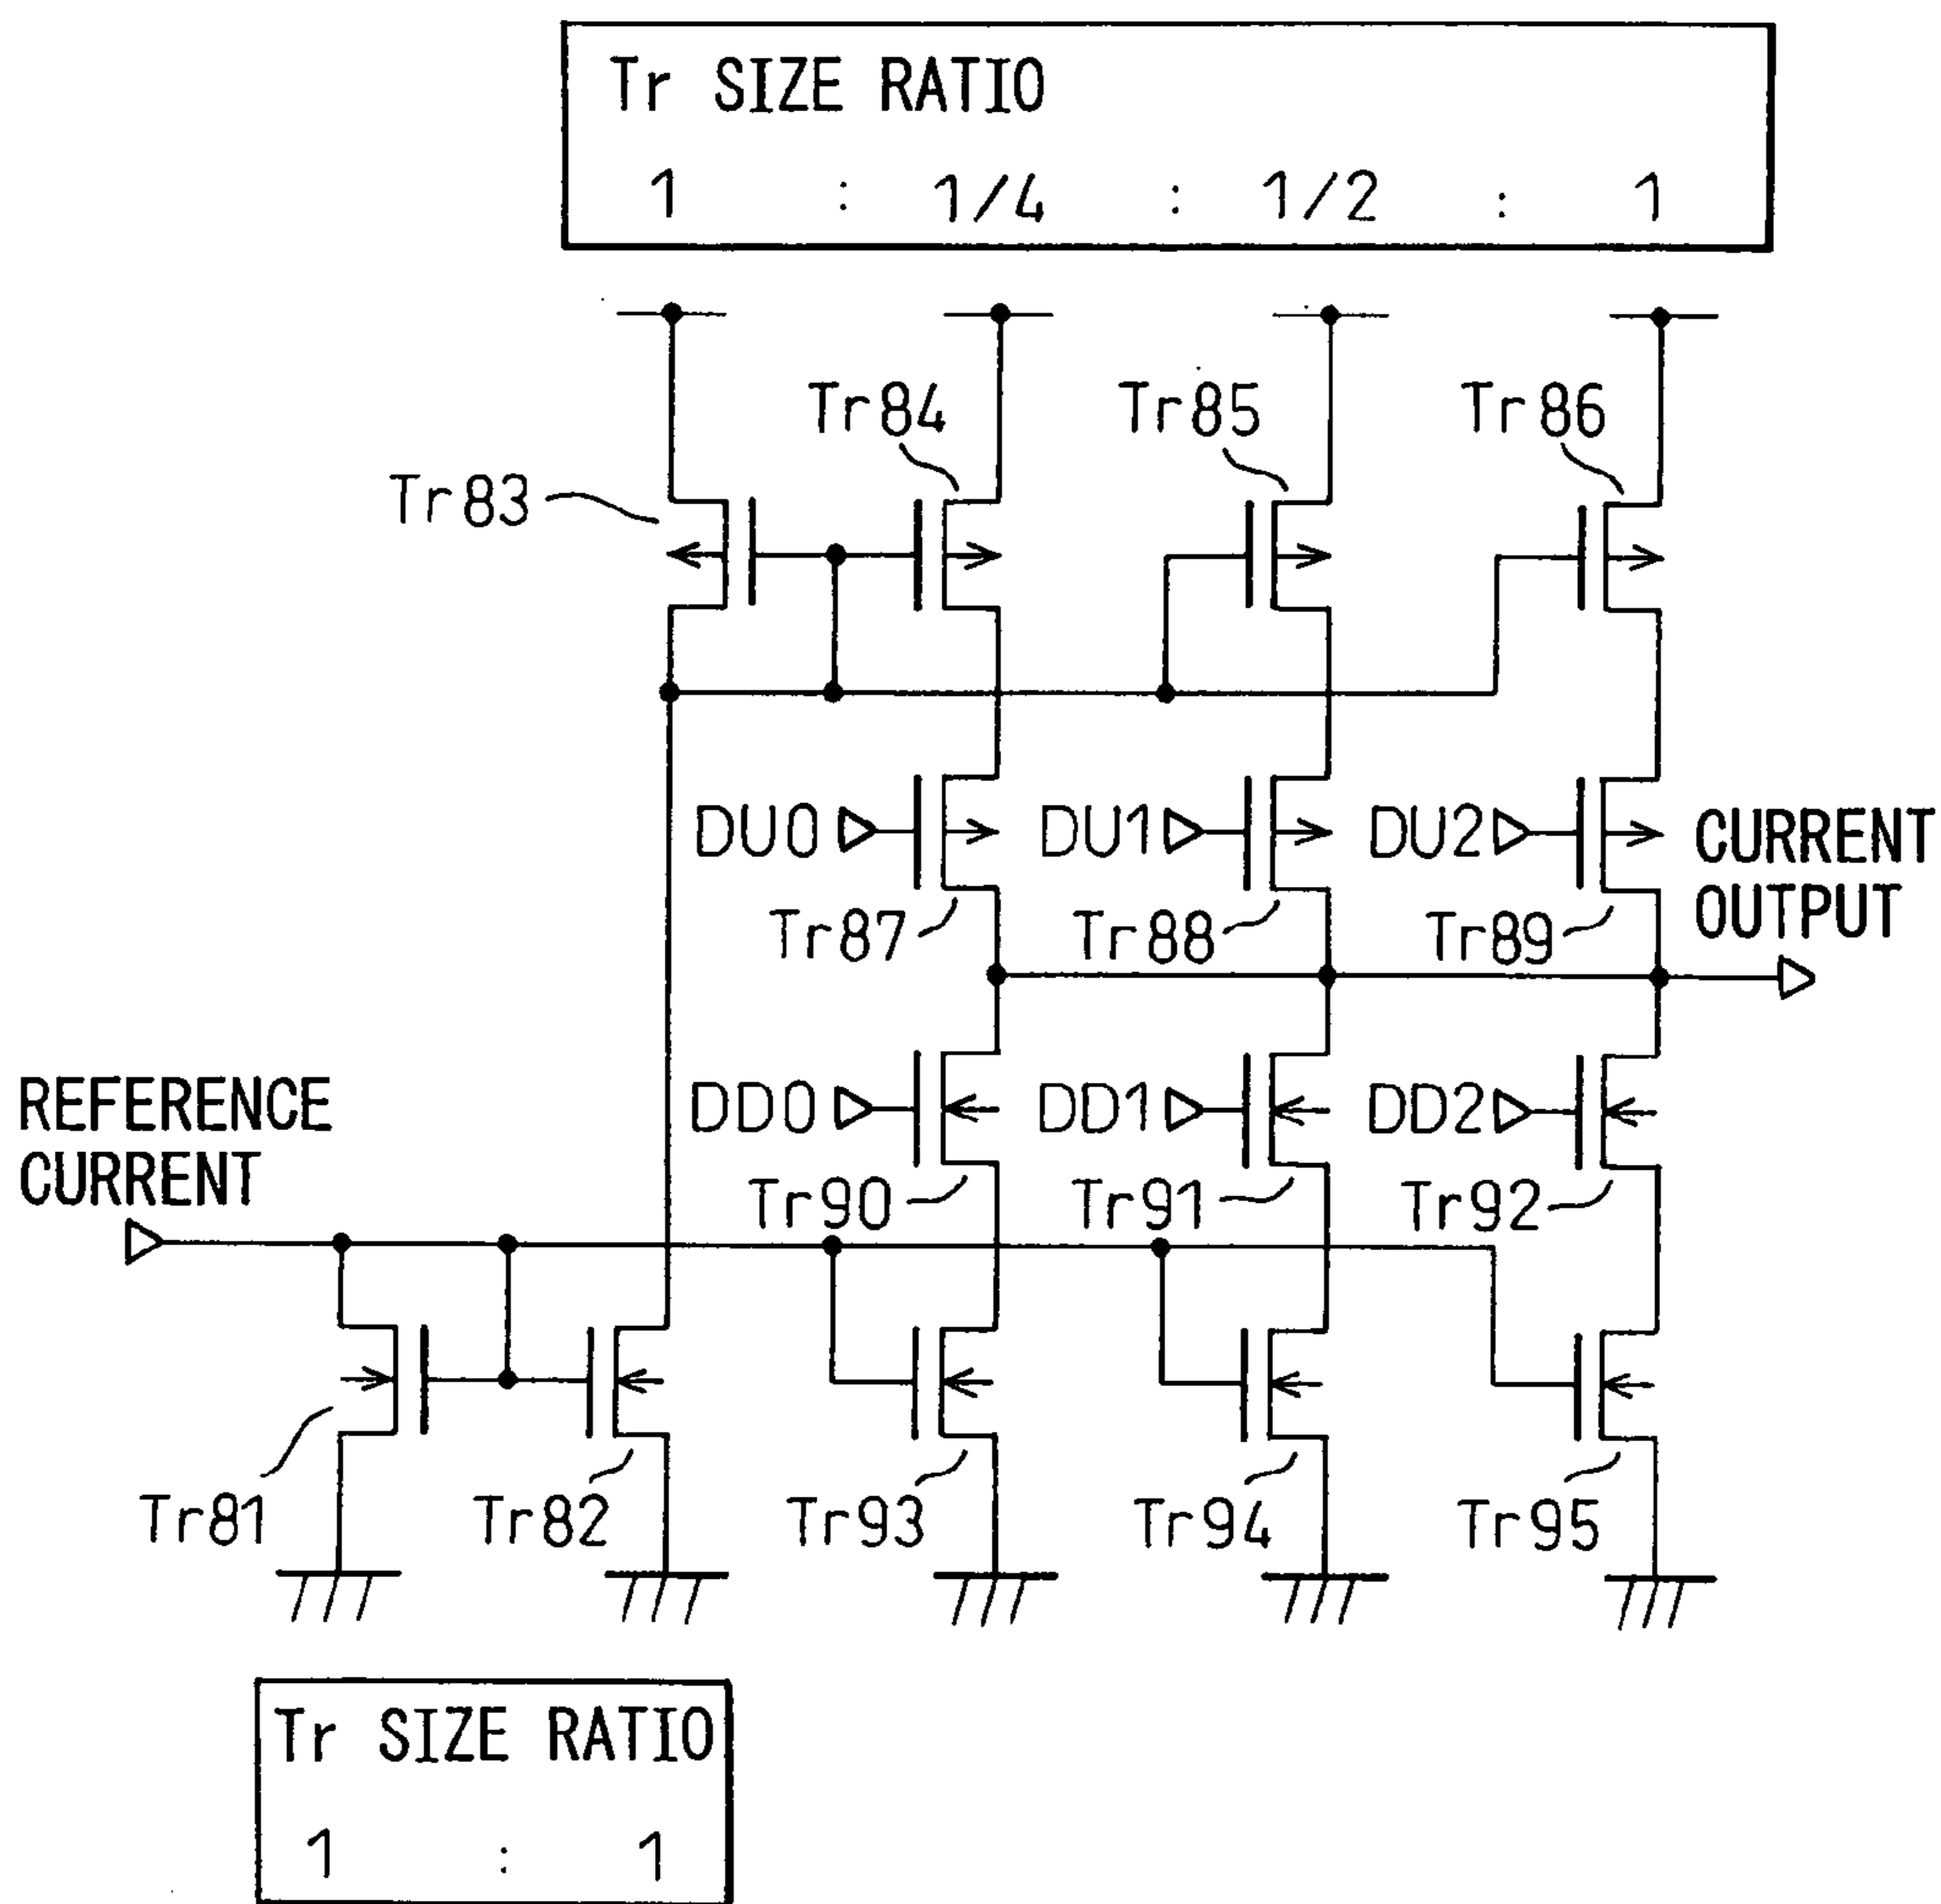 Tr SIZE RATIO
1 : 1/4 : 1/2 : 1
Tr84
Tr85
Tr86
Tr83
DU0
DU1
DU2
CURRENT
OUTPUT
Tr87
Tr88
Tr89
REFERENCE
CURRENT
DD0
DD1
DD2
Tr90
Tr91
Tr92
Tr81
Tr82
Tr93
Tr94
Tr95
Tr SIZE RATIO
1 : 1